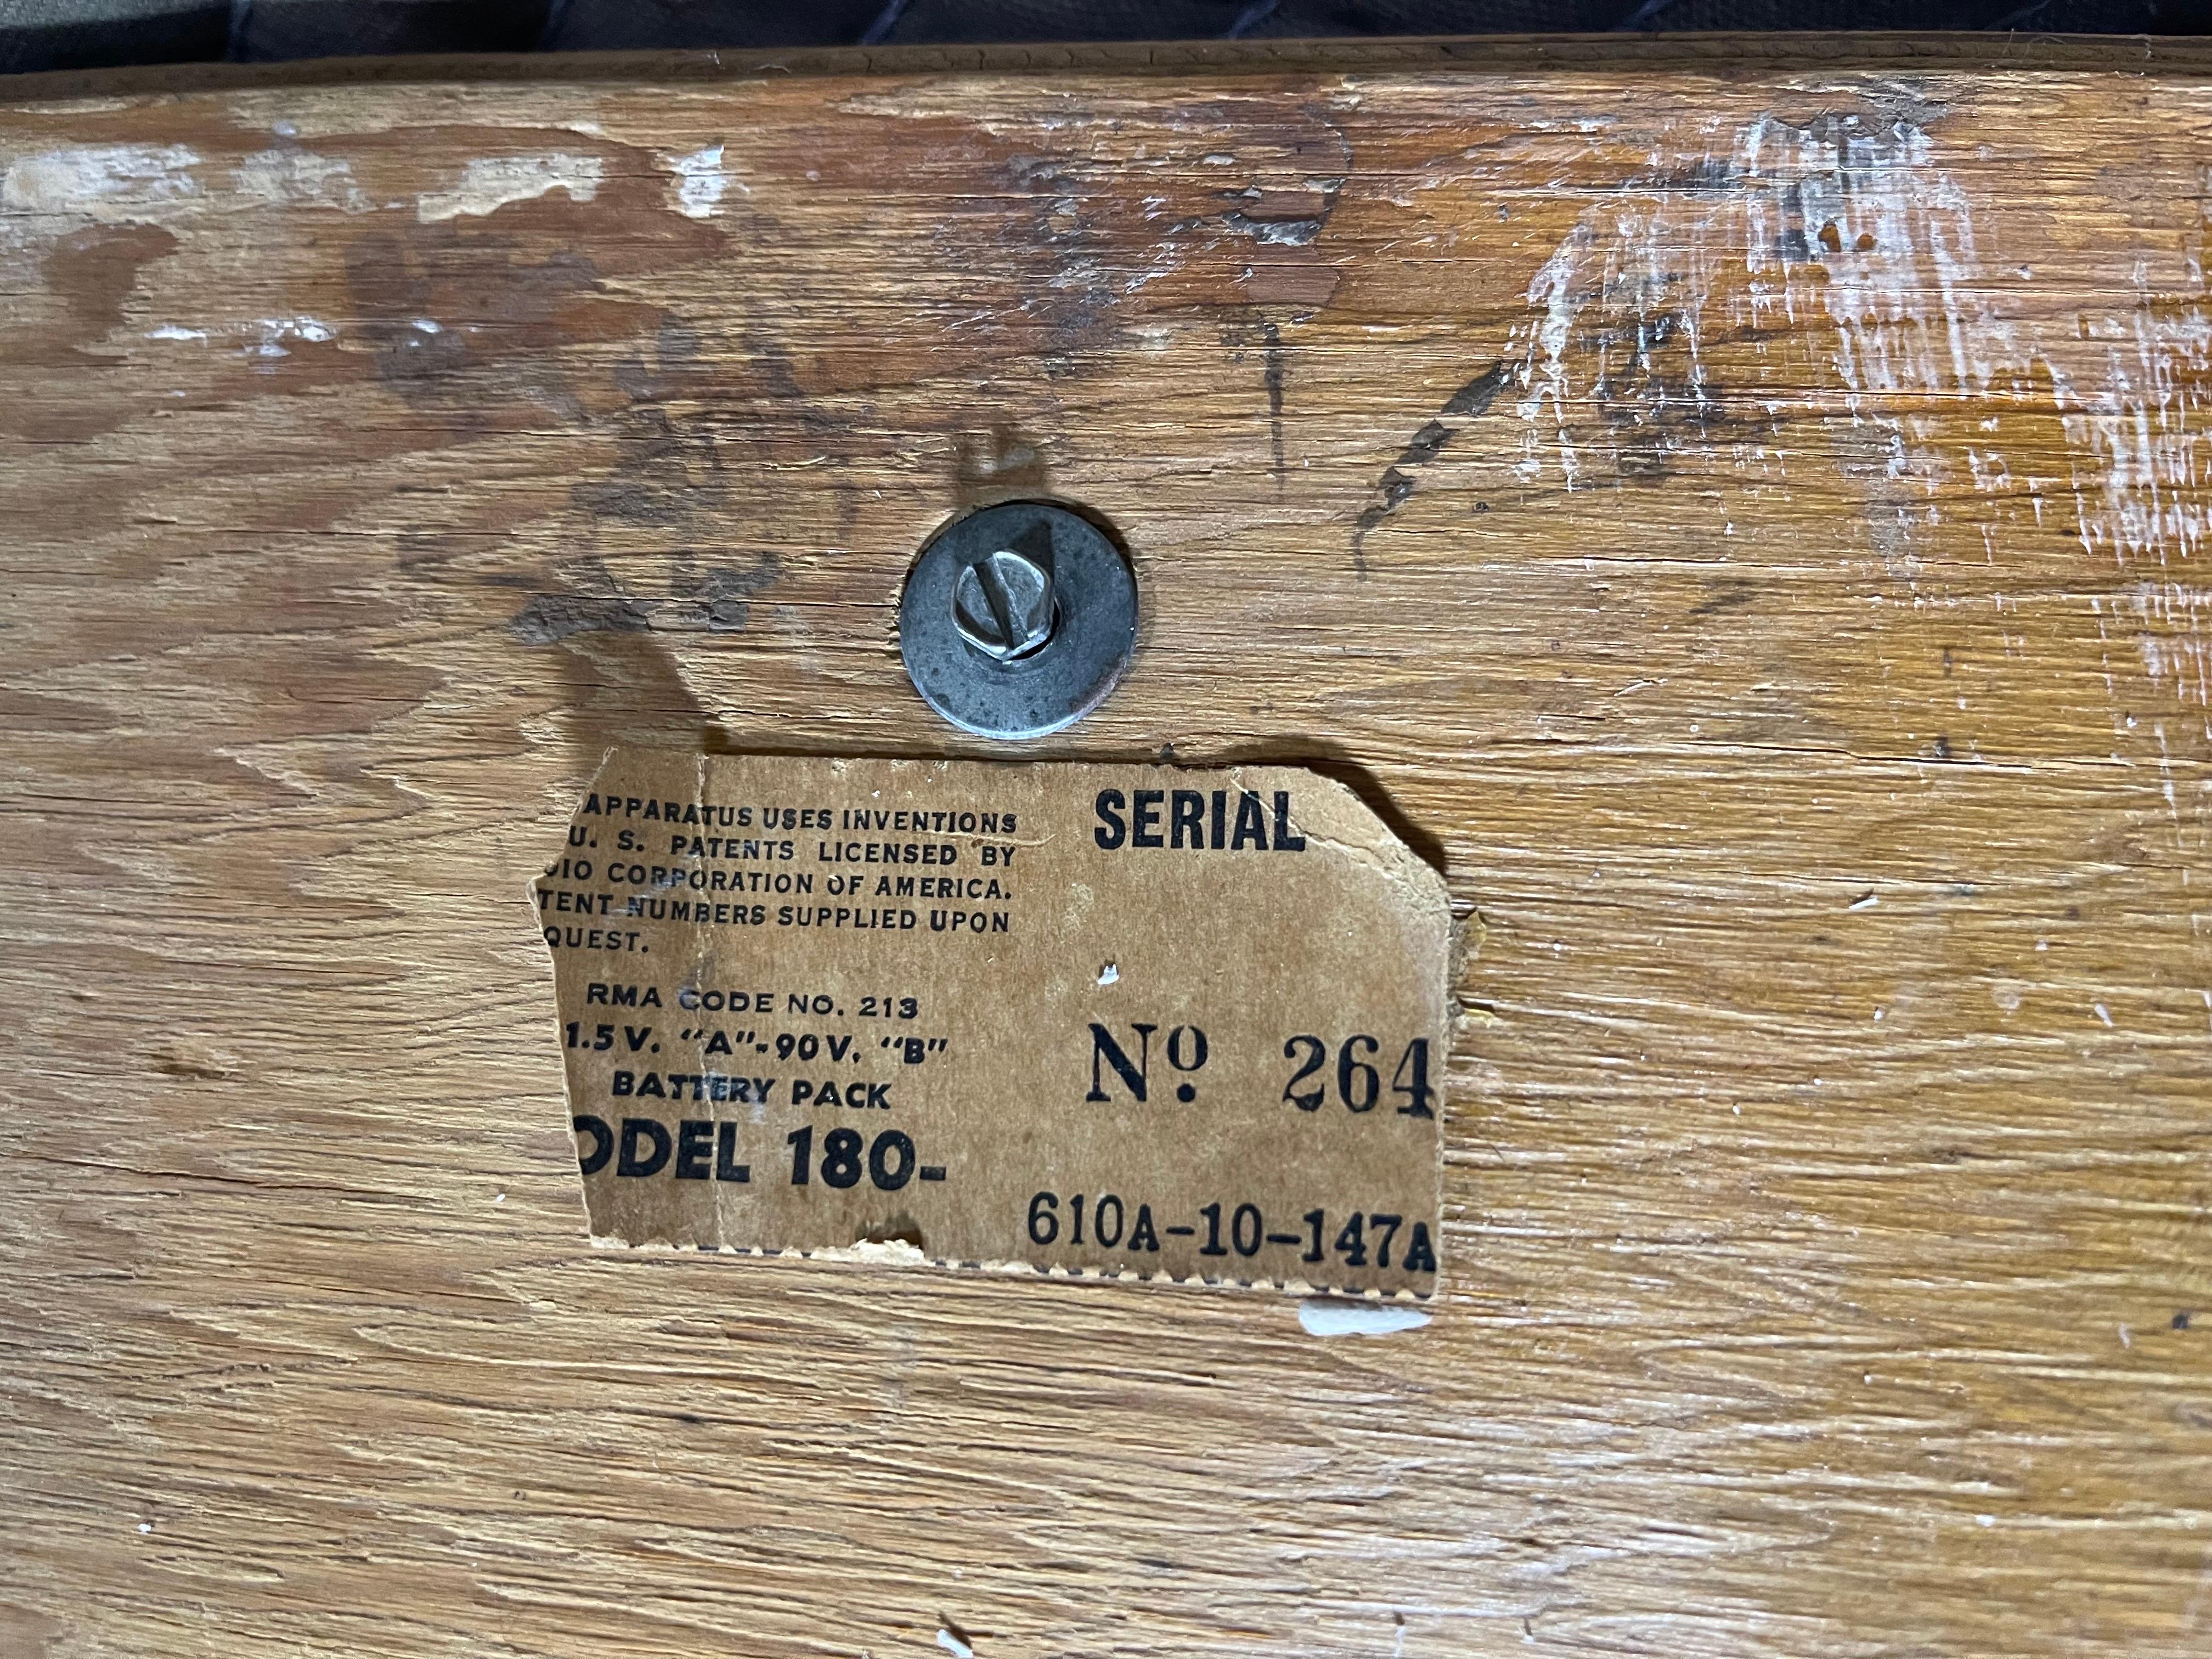 APPARATUS USES INVENTIONS
U. S. PATENTS LICENSED BY
DIO CORPORATION OF AMERICA.
TENT NUMBERS SUPPLIED UPON
QUEST.
RMA CODE NO. 213
1.5 V. "A"-90 V. "B"
BATTERY PACK
ODEL 180-
SERIAL
Nº 264
610A-10-147A